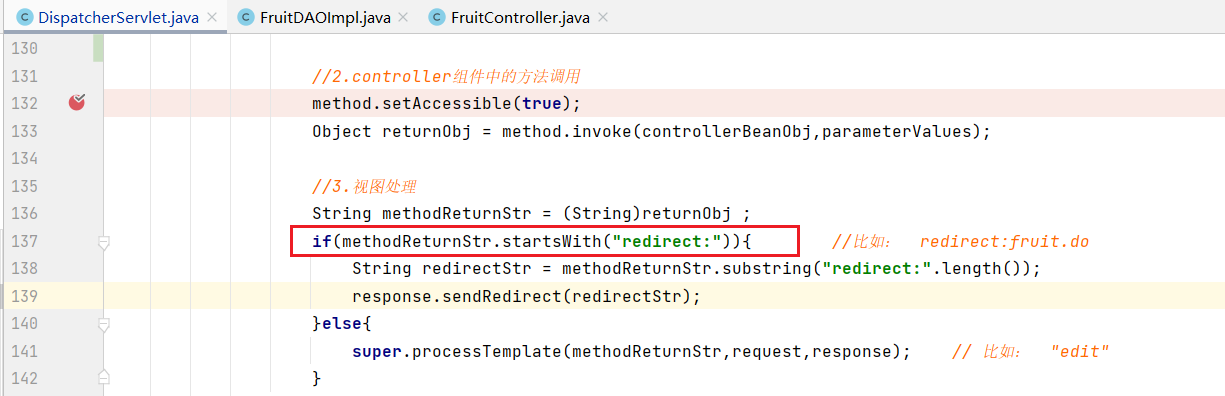 DispatcherServlet.java × FruitDAOImpl.java × FruitController.java ×
130
131 //2.controller组件中的方法调用
132 method.setAccessible(true);
133 Object returnObj = method.invoke(controllerBeanObj,parameterValues);
134
135 //3.视图处理
136 String methodReturnStr = (String)returnObj ;
137 if(methodReturnStr.startsWith("redirect:")){ //比如： redirect:fruit.do
138 String redirectStr = methodReturnStr.substring("redirect:".length());
139 response.sendRedirect(redirectStr);
140 }else{
141 super.processTemplate(methodReturnStr,request,response); // 比如： "edit"
142 }